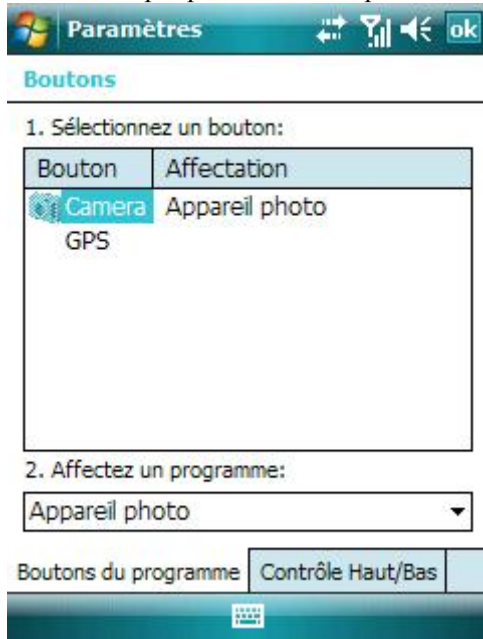 Paramètres ok
Boutons
1. Sélectionnez un bouton:
Bouton Affectation
Camera Appareil photo
GPS
2. Affectez un programme:
Appareil photo
Boutons du programme Contrôle Haut/Bas